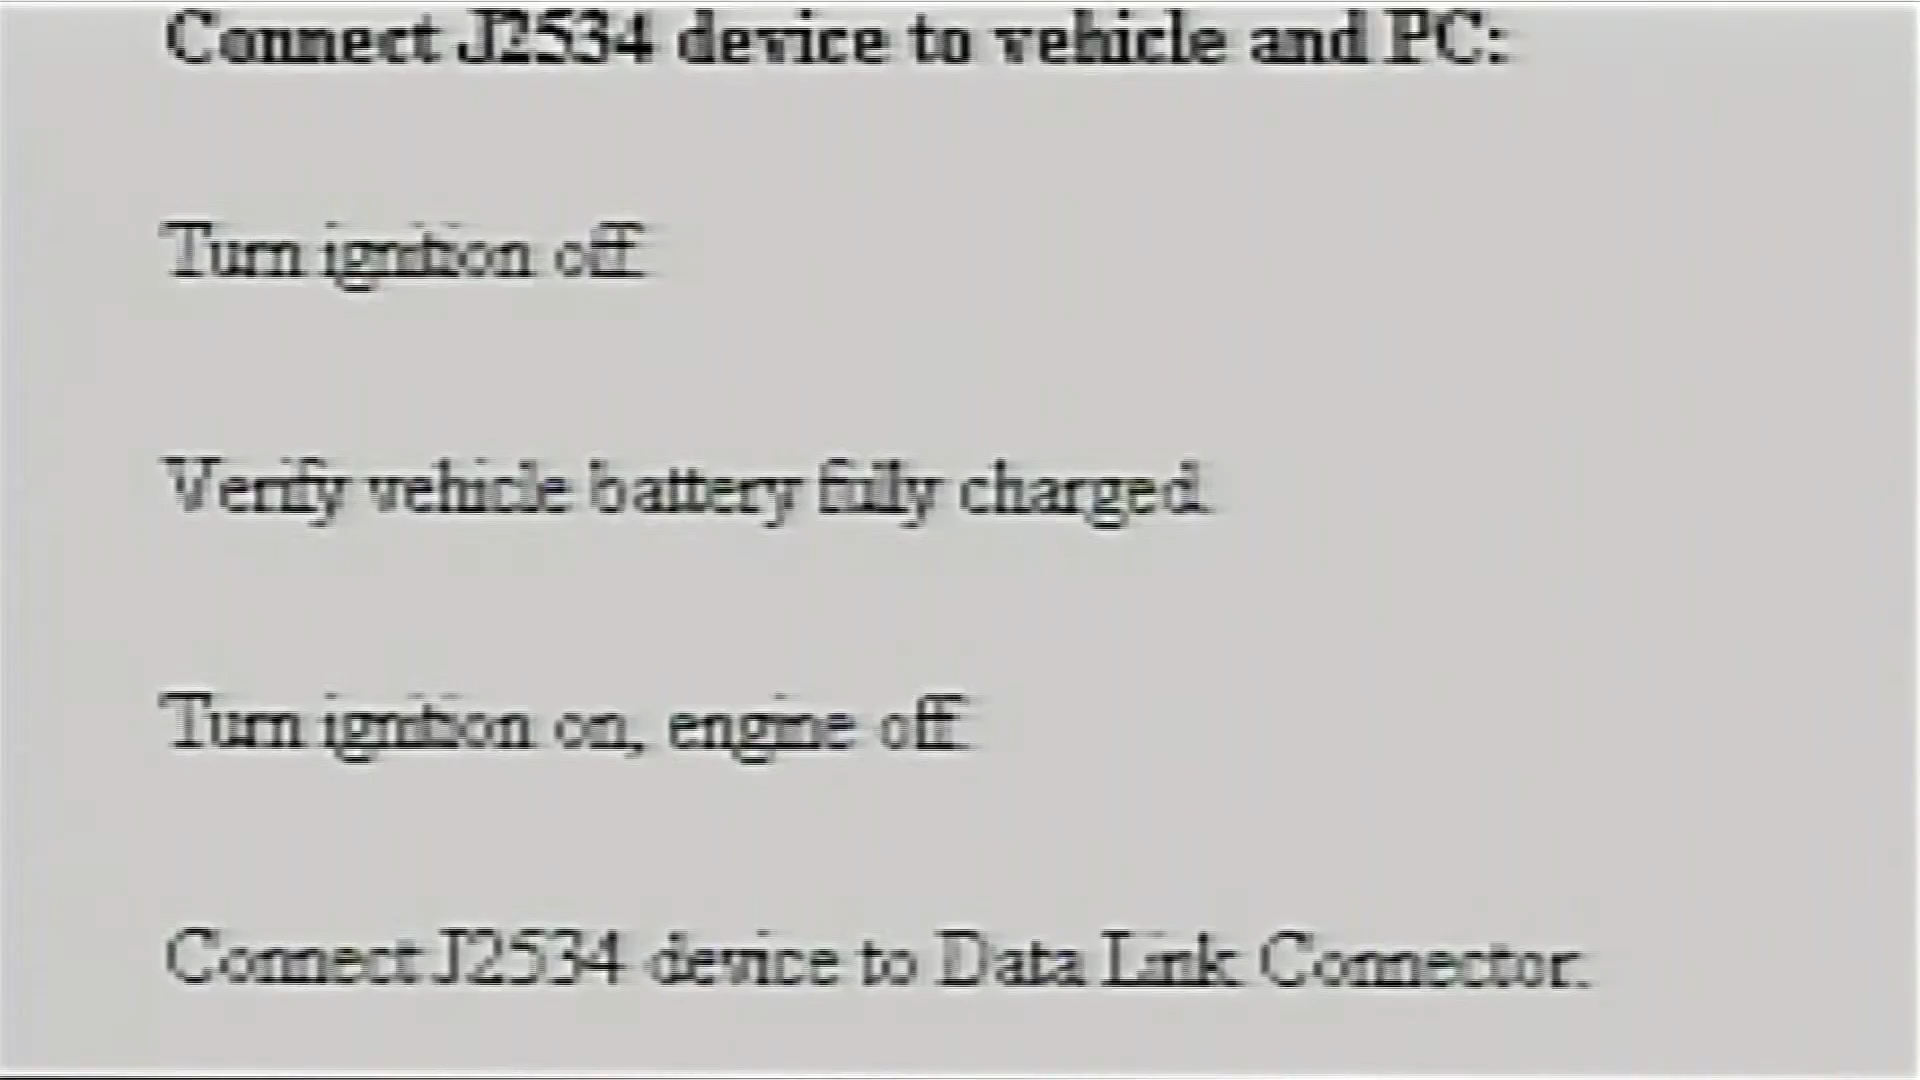 Connect J2534 device to vehicle and PC:
Turn ignition off
Verify vehicle battery fully charged.
Turn ignition on, engine off
Connect J2534 device to Data Link Connector.